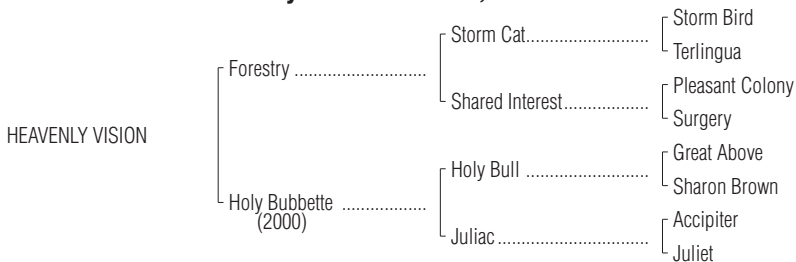 Storm Bird
Storm Cat..............................
Terlingua
Forestry ...........................
Pleasant Colony
Shared Interest.....................
Surgery
HEAVENLY VISION
Great Above
Holy Bull ..............................
Sharon Brown
Holy Bubbette ..................
(2000)
Accipiter
Juliac.....................................
Juliet